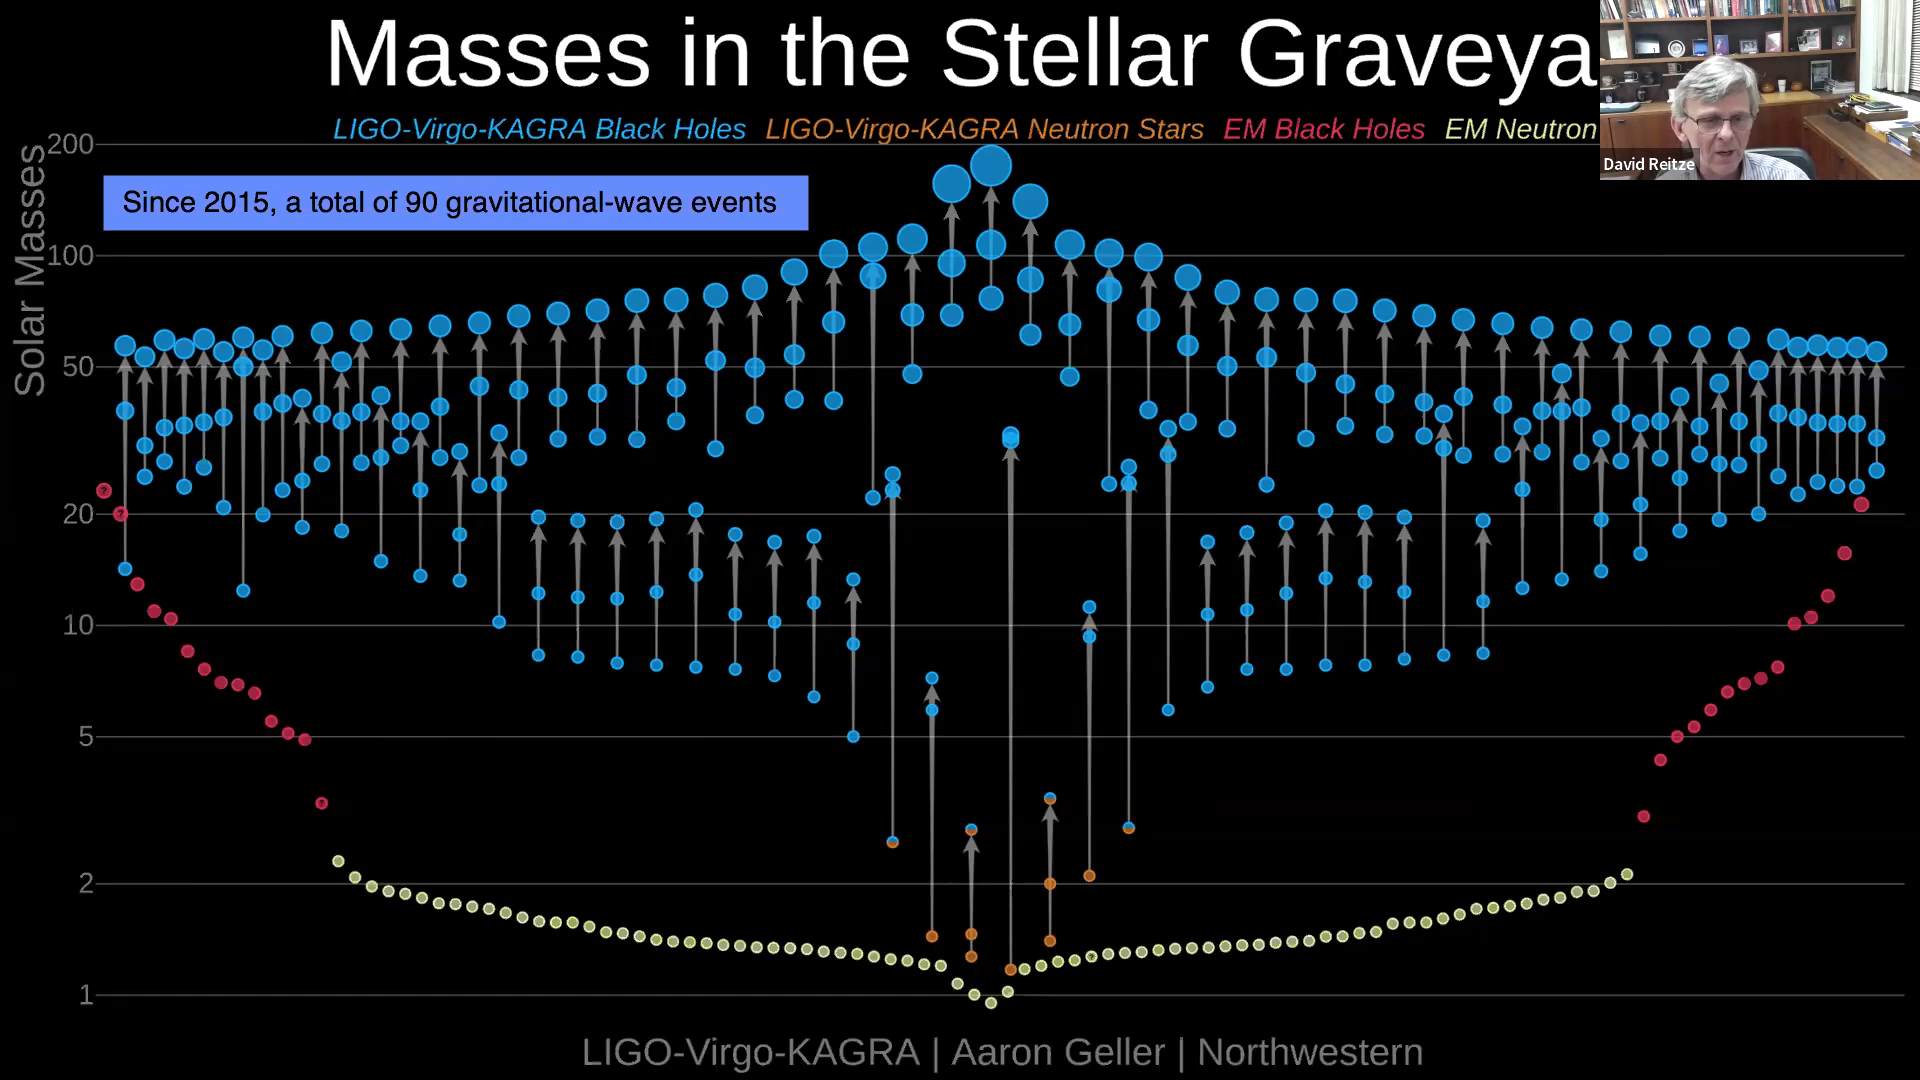 Masses in the Stellar Graveya
LIGO-Virgo-KAGRA Black Holes LIGO-Virgo-KAGRA Neutron Stars EM Black Holes EM Neutron
David Reitze
Since 2015, a total of 90 gravitational-wave events
Solar Masses
200
100
50
20
10
5
2
1
LIGO-Virgo-KAGRA | Aaron Geller | Northwestern